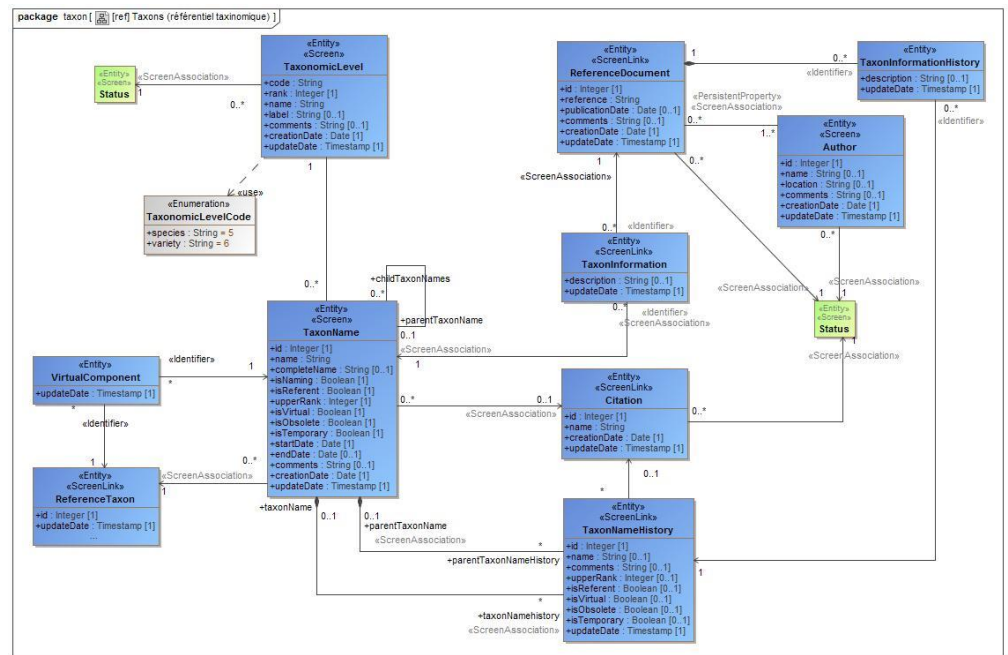 package taxon [ [ref] Taxons (référentiel taxinomique) ]
«Entity»
«Screen»
TaxonomicLevel
+code : String
+rank : Integer [1]
+name : String
+label : String [0..1]
+comments : String [0..1]
+creationDate : Date [1]
+updateDate : Timestamp [1]
«Entity»
«Screen»
Status
«ScreenAssociation»
1
0..*
1
«use»
«Enumeration»
TaxonomicLevelCode
+species : String = 5
+variety : String = 6
«Entity»
«ScreenLink»
ReferenceDocument
+id : Integer [1]
+reference : String
+publicationDate : Date [0..1]
+comments : String [0..1]
+creationDate : Date [1]
+updateDate : Timestamp [1]
1
0..*
«Identifier»
«Entity»
«ScreenLink»
TaxonInformationHistory
+description : String [0..1]
+updateDate : Timestamp [1]
0..*
«Identifier»
«PersistentProperty»
«ScreenAssociation»
0..*
1..*
«Entity»
«Screen»
Author
+id : Integer [1]
+name : String [0..1]
+location : String [0..1]
+comments : String [0..1]
+creationDate : Date [1]
+updateDate : Timestamp [1]
0..*
0..*
1
«ScreenAssociation»
«Identifier»
0..*
«Entity»
«ScreenLink»
TaxonInformation
+description : String [0..1]
+updateDate : Timestamp [1]
0..*
«Identifier»
«ScreenAssociation»
«ScreenAssociation»
«ScreenAssociation»
1
1
«Entity»
«Screen»
Status
1
«ScreenAssociation»
0..*
0..*
+childTaxonNames
+parentTaxonName
0..1
«ScreenAssociation»
1
«Entity»
«Screen»
TaxonName
+id : Integer [1]
+name : String
+completeName : String [0..1]
+isNaming : Boolean [1]
+isReferent : Boolean [1]
+upperRank : Integer [1]
+isVirtual : Boolean [1]
+isObsolete : Boolean [1]
+isTemporary : Boolean [1]
+startDate : Date [1]
+endDate : Date [0..1]
+comments : String [0..1]
+creationDate : Date [1]
+updateDate : Timestamp [1]
«Entity»
VirtualComponent
+updateDate : Timestamp [1]
«Identifier»
*
1
*
«Identifier»
1
«Entity»
«ScreenLink»
ReferenceTaxon
+id : Integer [1]
+updateDate : Timestamp [1]
...
«ScreenAssociation»
0..*
1
0..*
0..1
«ScreenAssociation»
«Entity»
«ScreenLink»
Citation
+id : Integer [1]
+name : String
+creationDate : Date [1]
+updateDate : Timestamp [1]
0..*
0..1
*
+taxonName
0..1
0..1
+parentTaxonName
«ScreenAssociation»
*
+parentTaxonNameHistory
*
+taxonNamehistory
«ScreenAssociation»
«Entity»
«ScreenLink»
TaxonNameHistory
+id : Integer [1]
+name : String [0..1]
+comments : String [0..1]
+upperRank : Integer [0..1]
+isReferent : Boolean [0..1]
+isVirtual : Boolean [0..1]
+isObsolete : Boolean [0..1]
+isTemporary : Boolean [0..1]
+updateDate : Timestamp [1]
1